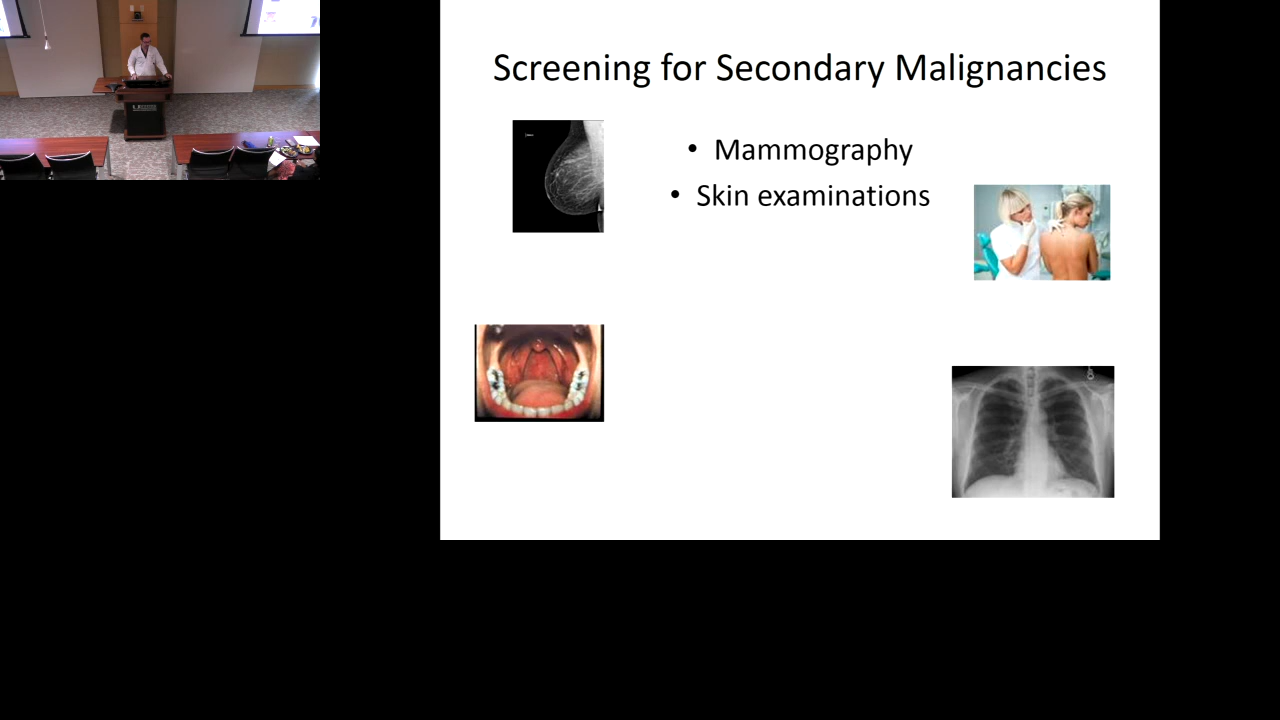 Screening for Secondary Malignancies
• Mammography
• Skin examinations